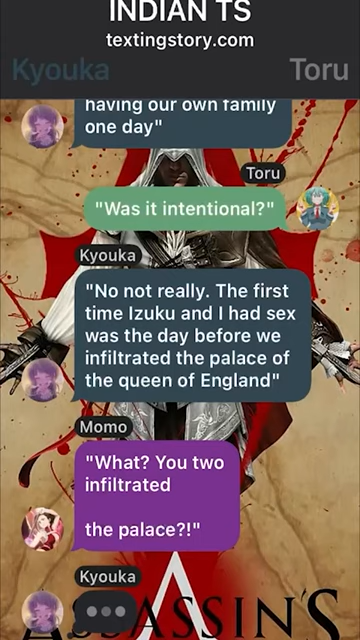 INDIAN TS
textingstory.com
Kyouka
Toru
having our own family
one day"
Toru
"Was it intentional?"
Kyouka
"No not really. The first
time Izuku and I had sex
was the day before we
infiltrated the palace of
the queen of England"
Momo
"What? You two
infiltrated
the palace?!"
Kyouka
ASSASSIN'S